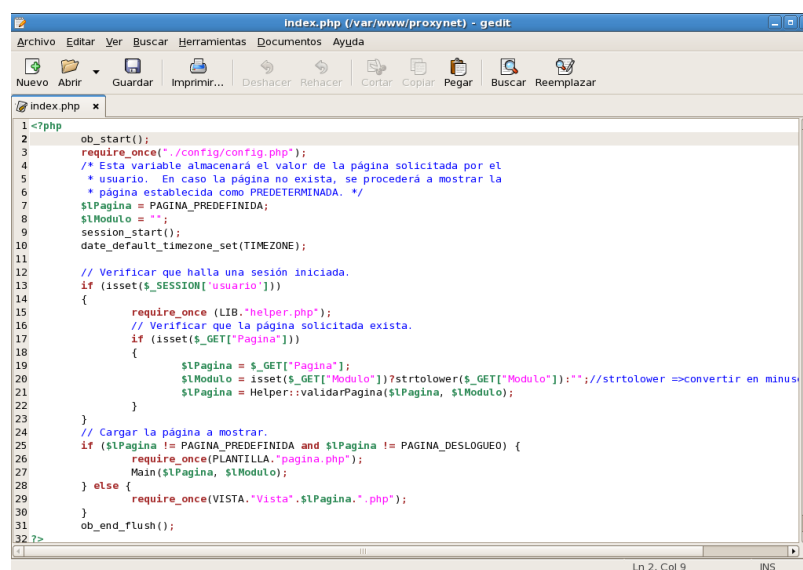 index.php (/var/www/proxynet) - gedit
Archivo Editar Ver Buscar Herramientas Documentos Ayuda
Nuevo Abrir Guardar Imprimir... Deshacer Rehacer Cortar Copiar Pegar Buscar Reemplazar
index.php x
1 <?php
2 ob_start();
3 require_once("./config/config.php");
4 /* Esta variable almacenará el valor de la página solicitada por el
5 * usuario. En caso la página no exista, se procederá a mostrar la
6 * página establecida como PREDETERMINADA. */
7 $lPagina = PAGINA_PREDEFINIDA;
8 $lModulo = "";
9 session_start();
10 date_default_timezone_set(TIMEZONE);
11
12 // Verificar que halla una sesión iniciada.
13 if (isset($_SESSION['usuario']))
14 {
15 require_once (LIB."helper.php");
16 // Verificar que la página solicitada exista.
17 if (isset($_GET["Pagina"]))
18 {
19 $lPagina = $_GET["Pagina"];
20 $lModulo = isset($_GET["Modulo"])?strtolower($_GET["Modulo"]):"";//strtolower =>convertir en minus
21 $lPagina = Helper::validarPagina($lPagina, $lModulo);
22 }
23 }
24 // Cargar la página a mostrar.
25 if ($lPagina != PAGINA_PREDEFINIDA and $lPagina != PAGINA_DESLOGUEO) {
26 require_once(PLANTILLA."pagina.php");
27 Main($lPagina, $lModulo);
28 } else {
29 require_once(VISTA."Vista".$lPagina.".php");
30 }
31 ob_end_flush();
32 ?>
Ln 2, Col 9 INS